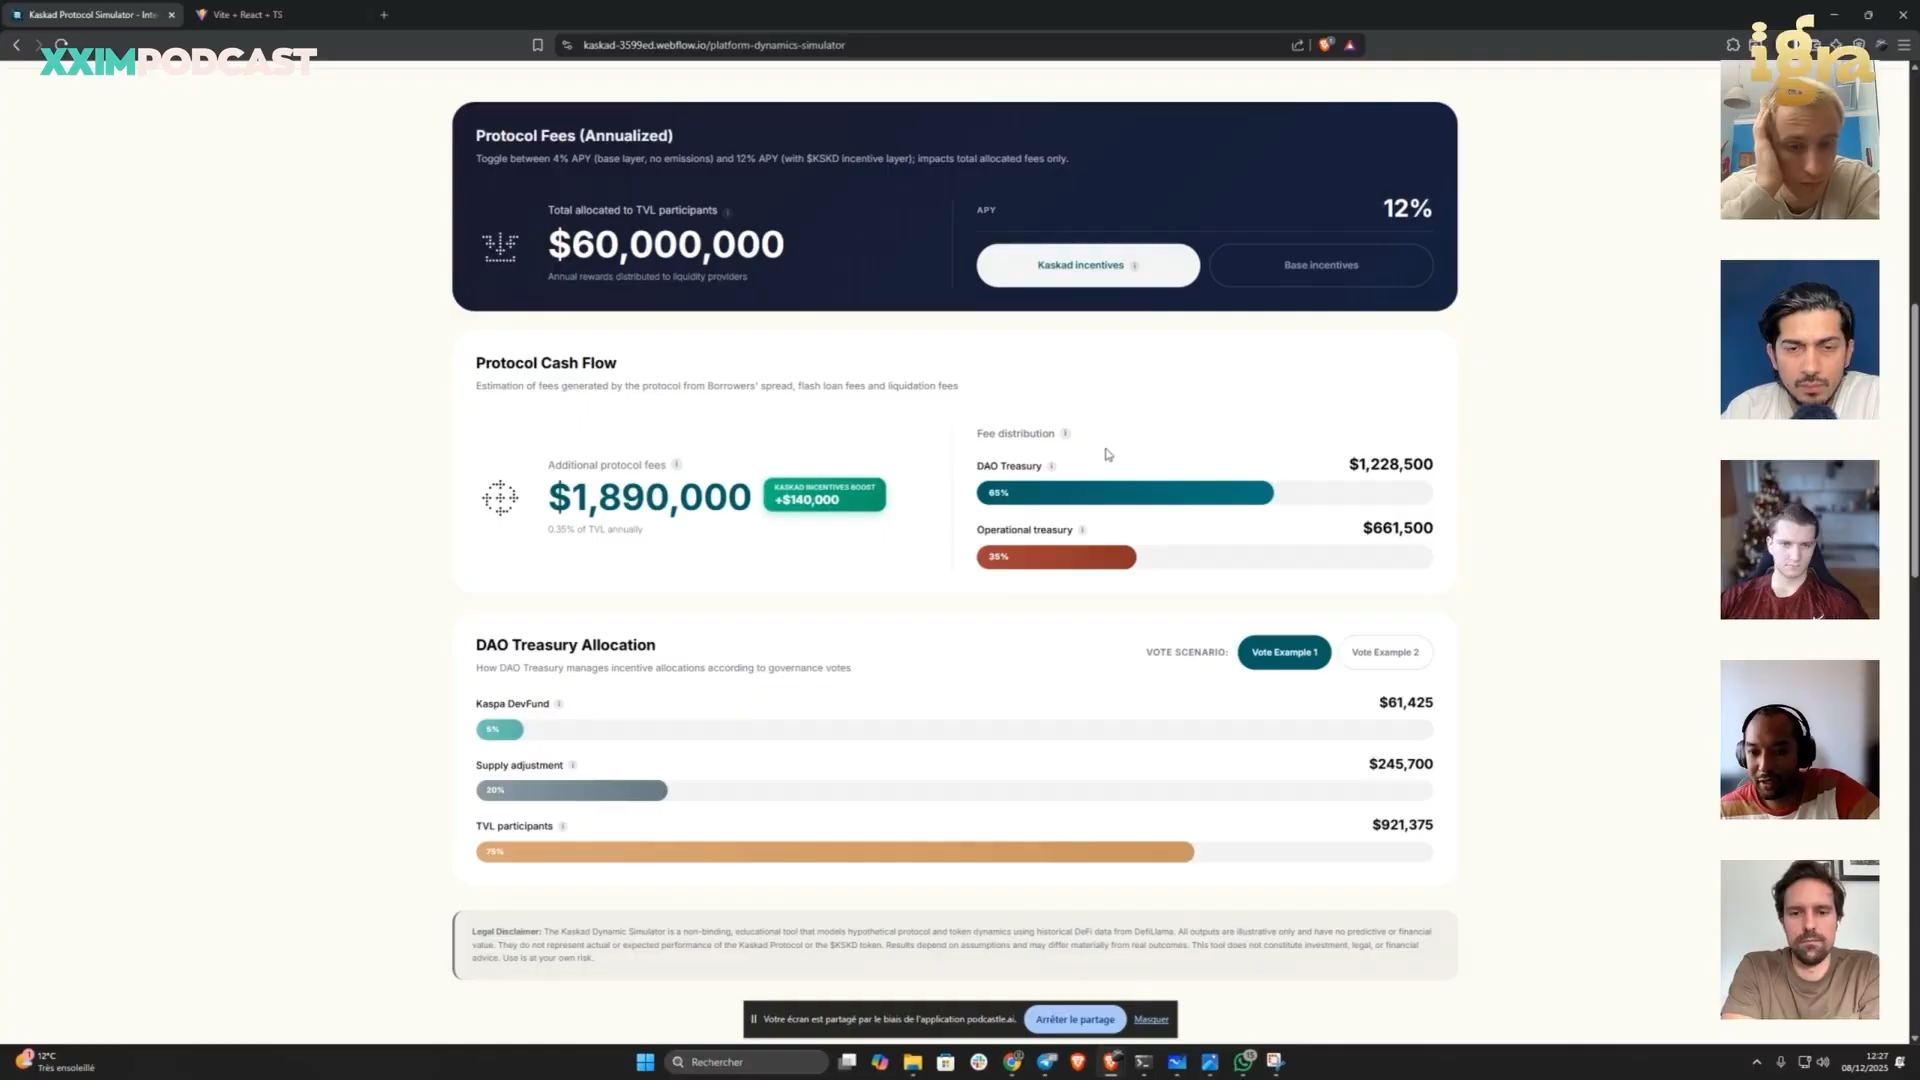 Kaskad Protocol Simulator - Inte
Vite + React + TS
kaskad-3599ed.webflow.io/platform-dynamics-simulator
XXIMPODCAST
igra
Protocol Fees (Annualized)
Toggle between 4% APY (base layer, no emissions) and 12% APY (with $KSKD incentive layer); impacts total allocated fees only.
Total allocated to TVL participants
$60,000,000
Annual rewards distributed to liquidity providers
APY
12%
Kaskad incentives
Base incentives
Protocol Cash Flow
Estimation of fees generated by the protocol from Borrowers' spread, flash loan fees and liquidation fees
Additional protocol fees
$1,890,000
KASKAD INCENTIVES BOOST
+$140,000
0.35% of TVL annually
Fee distribution
DAO Treasury
$1,228,500
65%
Operational treasury
$661,500
35%
DAO Treasury Allocation
How DAO Treasury manages incentive allocations according to governance votes
VOTE SCENARIO:
Vote Example 1
Vote Example 2
Kaspa DevFund
$61,425
5%
Supply adjustment
$245,700
20%
TVL participants
$921,375
75%
Legal Disclaimer: The Kaskad Dynamic Simulator is a non-binding, educational tool that models hypothetical protocol and token dynamics using historical DeFi data from DefiLlama. All outputs are illustrative only and have no predictive or financial
value. They do not represent actual or expected performance of the Kaskad Protocol or the $KSKD token. Results depend on assumptions and may differ materially from real outcomes. This tool does not constitute investment, legal, or financial
advice. Use is at your own risk.
Votre écran est partagé par le biais de l'application podcastle.ai.
Arrêter le partage
Masquer
12°C
Très ensoleillé
Rechercher
12:27
08/12/2025